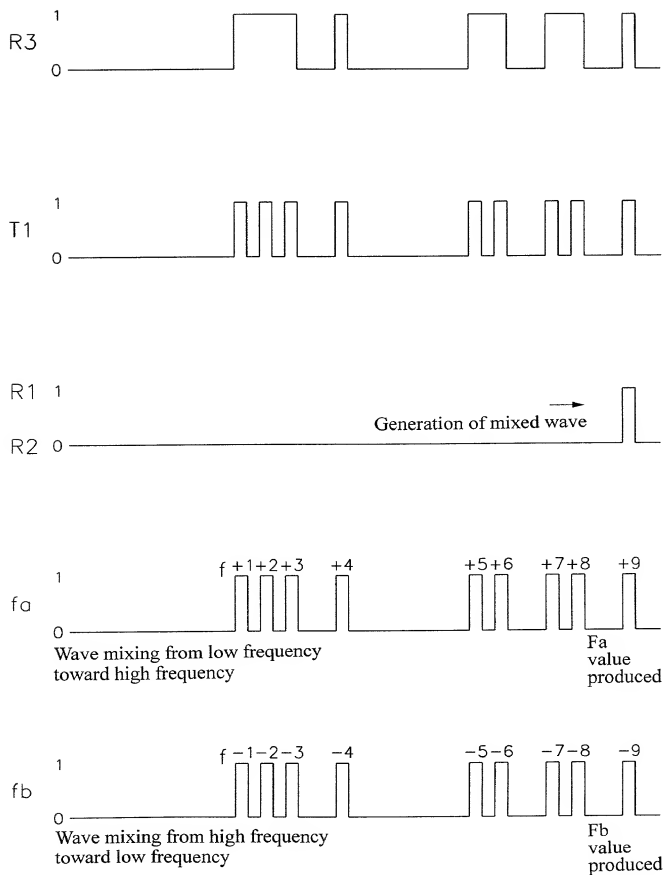 1
R3
0
1
T1
0
R1 1
Generation of mixed wave
R2 0
f +1 +2 +3 +4 +5 +6 +7 +8 +9
1
fa
0
Wave mixing from low frequency
toward high frequency
Fa
value
produced
f −1 −2 −3 −4 −5 −6 −7 −8 −9
1
fb
0
Wave mixing from high frequency
toward low frequency
Fb
value
produced